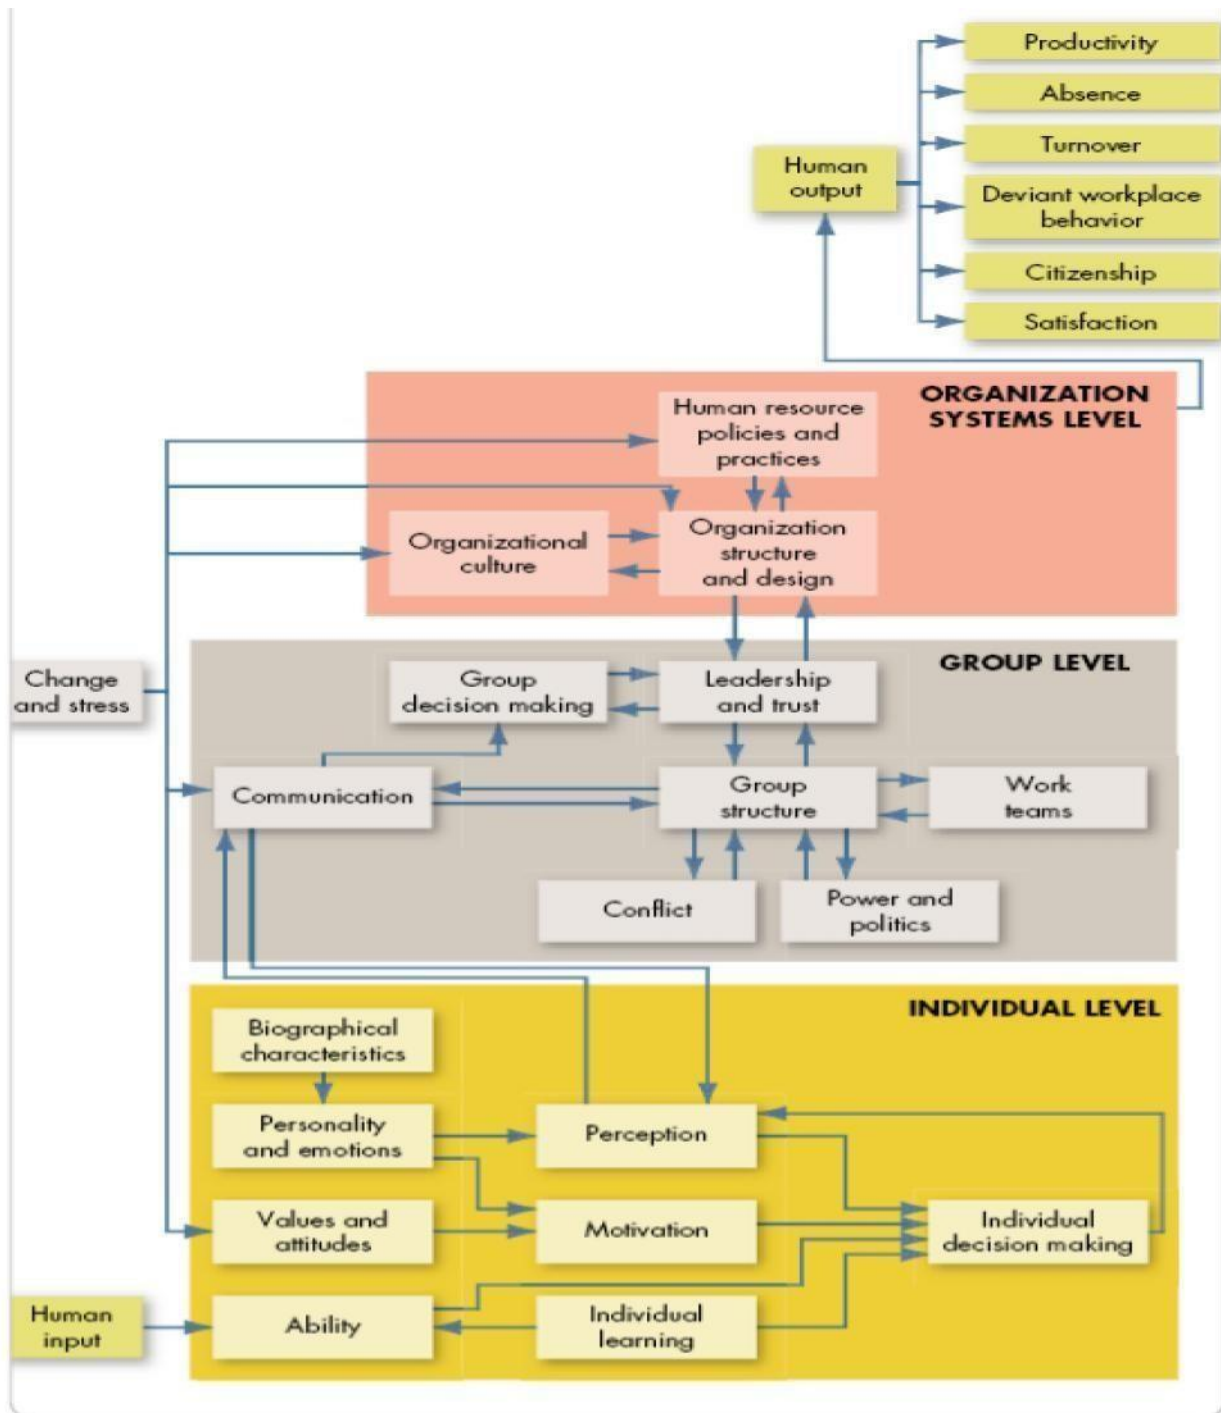 Productivity
Absence
Turnover
Human
output
Deviant workplace
behavior
Citizenship
Satisfaction
ORGANIZATION
SYSTEMS LEVEL
Human resource
policies and
practices
Organizational
culture
Organization
structure
and design
GROUP LEVEL
Change
and stress
Group
decision making
Leadership
and trust
Communication
Group
structure
Work
teams
Conflict
Power and
politics
INDIVIDUAL LEVEL
Biographical
characteristics
Personality
and emotions
Perception
Values and
attitudes
Motivation
Individual
decision making
Human
input
Ability
Individual
learning